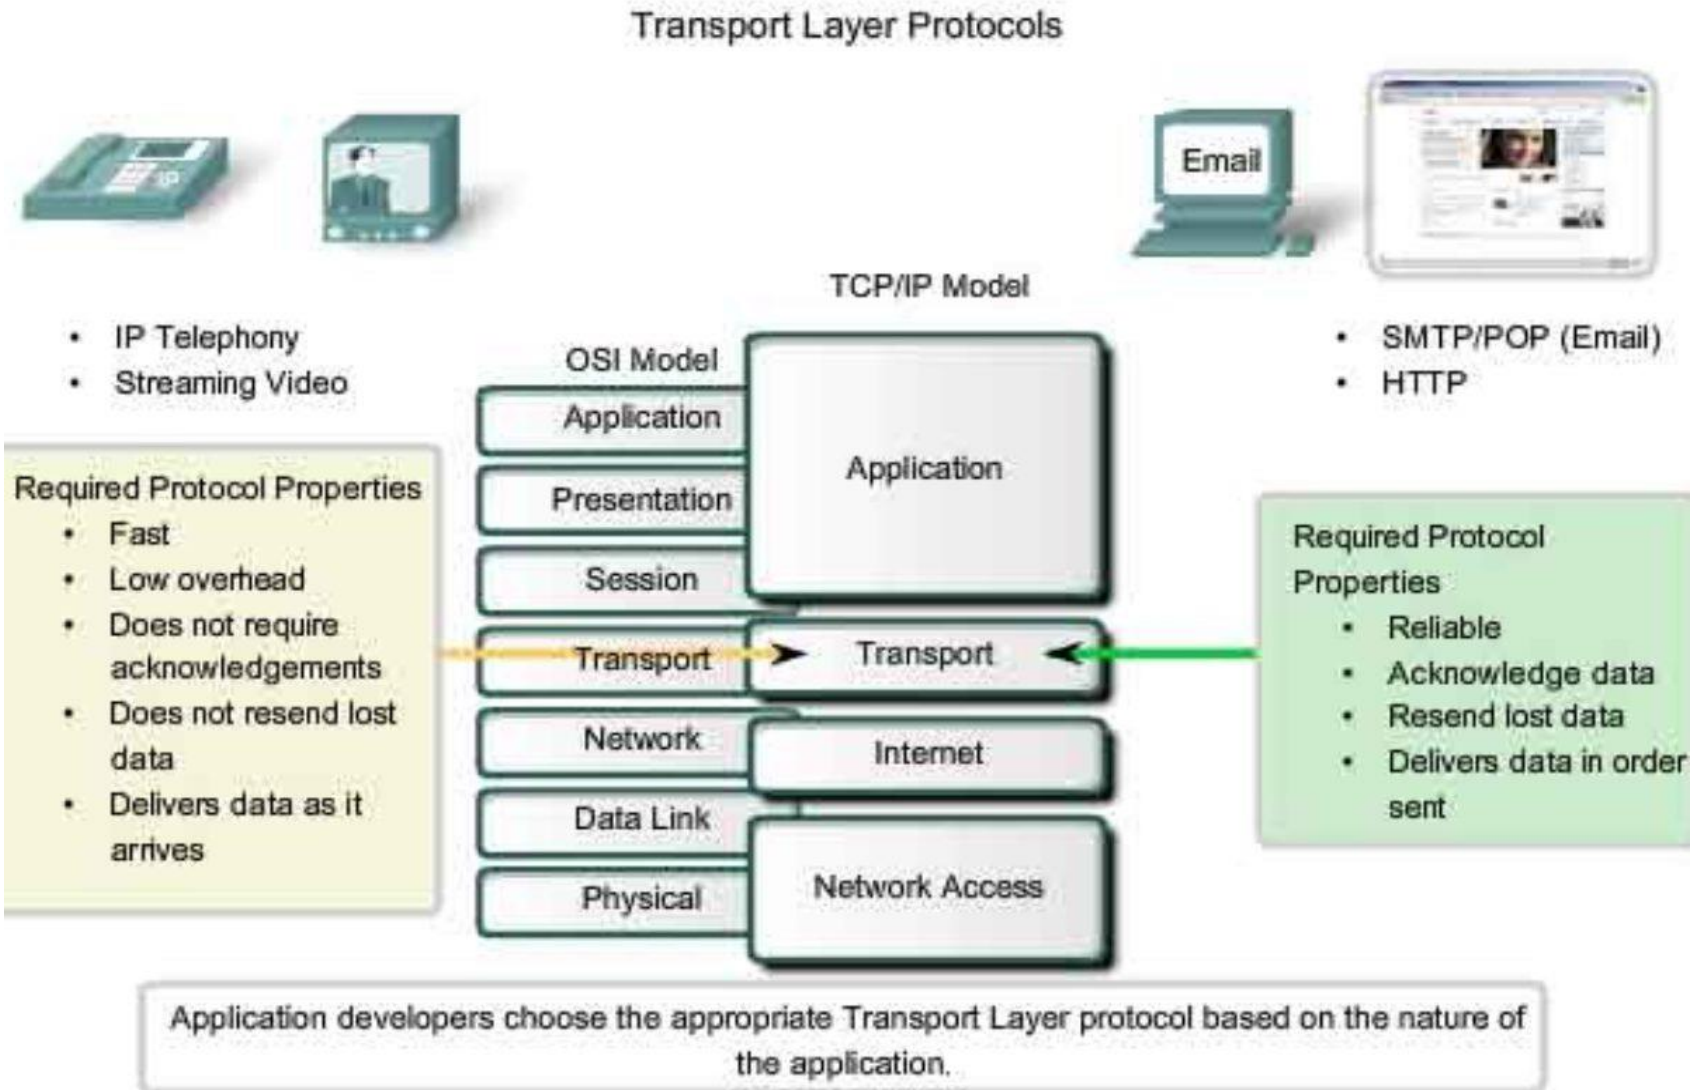 Transport Layer Protocols
IP
Email
• IP Telephony
• Streaming Video
Required Protocol Properties
• Fast
• Low overhead
• Does not require
acknowledgements
• Does not resend lost
data
• Delivers data as it
arrives
OSI Model
Application
Presentation
Session
Transport
Network
Data Link
Physical
TCP/IP Model
Application
Transport
Internet
Network Access
• SMTP/POP (Email)
• HTTP
Required Protocol
Properties
• Reliable
• Acknowledge data
• Resend lost data
• Delivers data in order
sent
Application developers choose the appropriate Transport Layer protocol based on the nature of
the application.